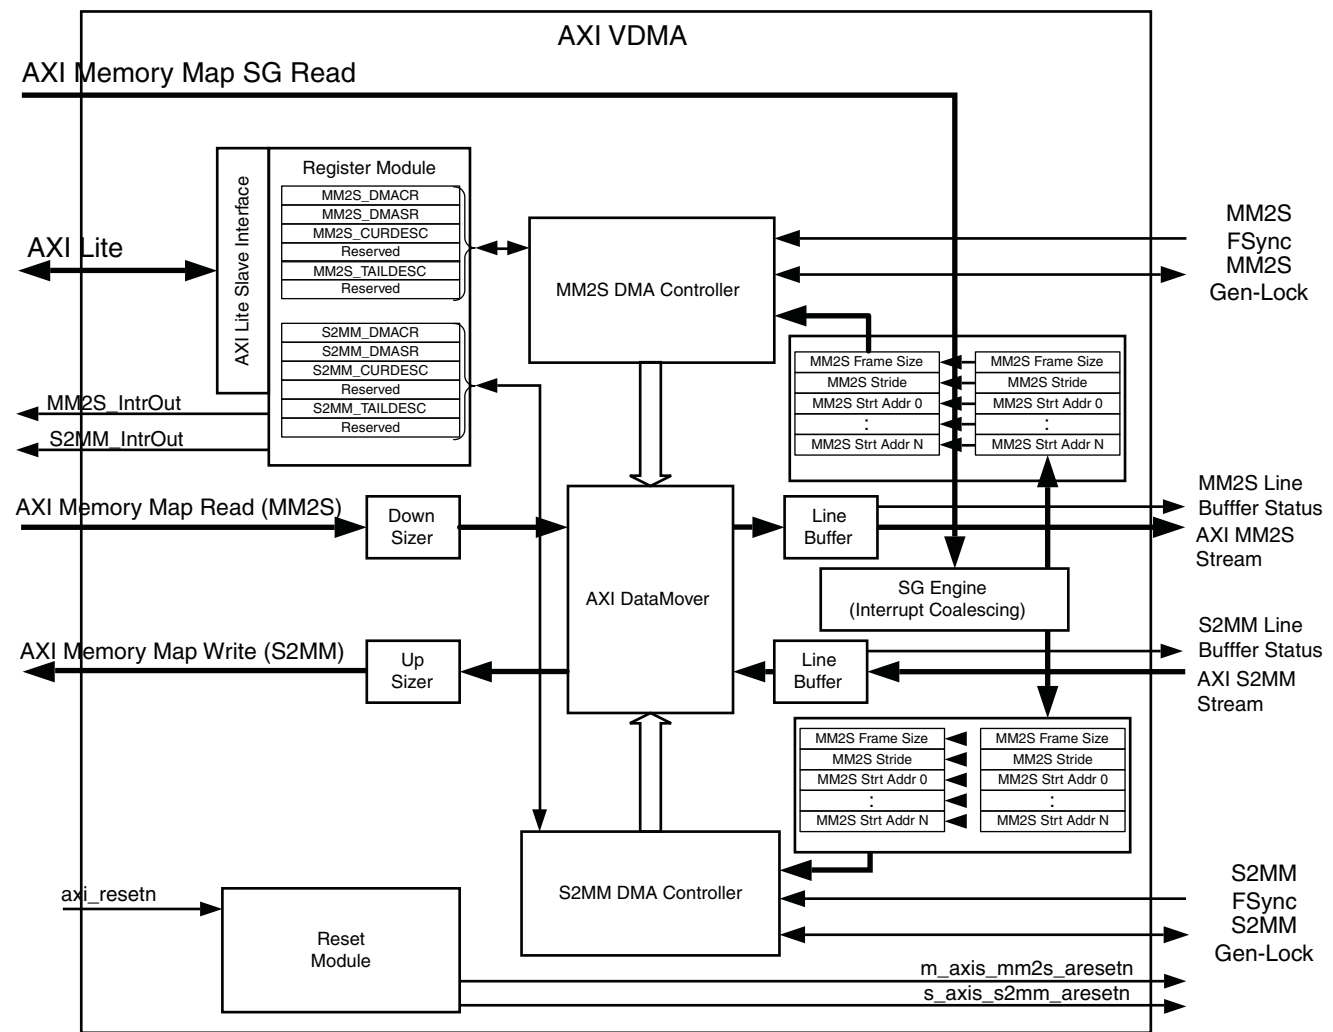 AXI VDMA
AXI Memory Map SG Read
AXI Lite Slave Interface
Register Module
MM2S_DMACR
MM2S_DMASR
MM2S_CURDESC
Reserved
MM2S_TAILDESC
Reserved
S2MM_DMACR
S2MM_DMASR
S2MM_CURDESC
Reserved
S2MM_TAILDESC
Reserved
AXI Lite
MM2S_IntrOut
S2MM_IntrOut
MM2S DMA Controller
MM2S
FSync
MM2S
Gen-Lock
MM2S Frame Size
MM2S Stride
MM2S Strt Addr 0
:
MM2S Strt Addr N
MM2S Frame Size
MM2S Stride
MM2S Strt Addr 0
:
MM2S Strt Addr N
AXI Memory Map Read (MM2S)
Down
Sizer
AXI DataMover
Line
Buffer
MM2S Line
Bufffer Status
AXI MM2S
Stream
SG Engine
(Interrupt Coalescing)
AXI Memory Map Write (S2MM)
Up
Sizer
Line
Buffer
S2MM Line
Bufffer Status
AXI S2MM
Stream
MM2S Frame Size
MM2S Stride
MM2S Strt Addr 0
:
MM2S Strt Addr N
MM2S Frame Size
MM2S Stride
MM2S Strt Addr 0
:
MM2S Strt Addr N
S2MM DMA Controller
S2MM
FSync
S2MM
Gen-Lock
axi_resetn
Reset
Module
m_axis_mm2s_aresetn
s_axis_s2mm_aresetn